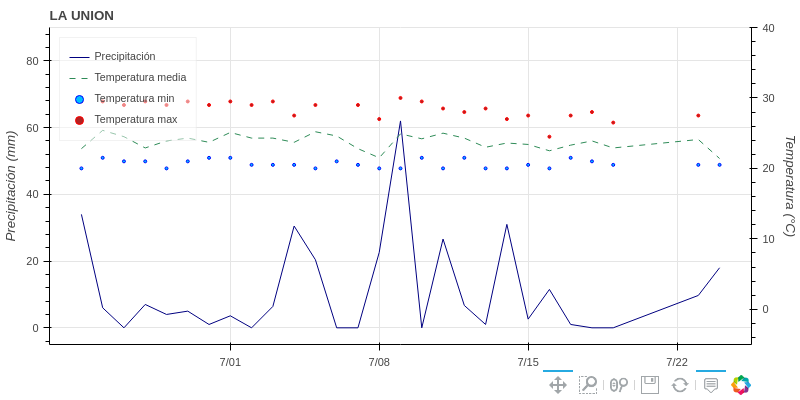 LA UNION
Precipitación
Temperatura media
Temperatura min
Temperatura max
Precipitación (mm)
80
60
40
20
0
Temperatura (°C)
40
30
20
10
0
7/01
7/08
7/15
7/22